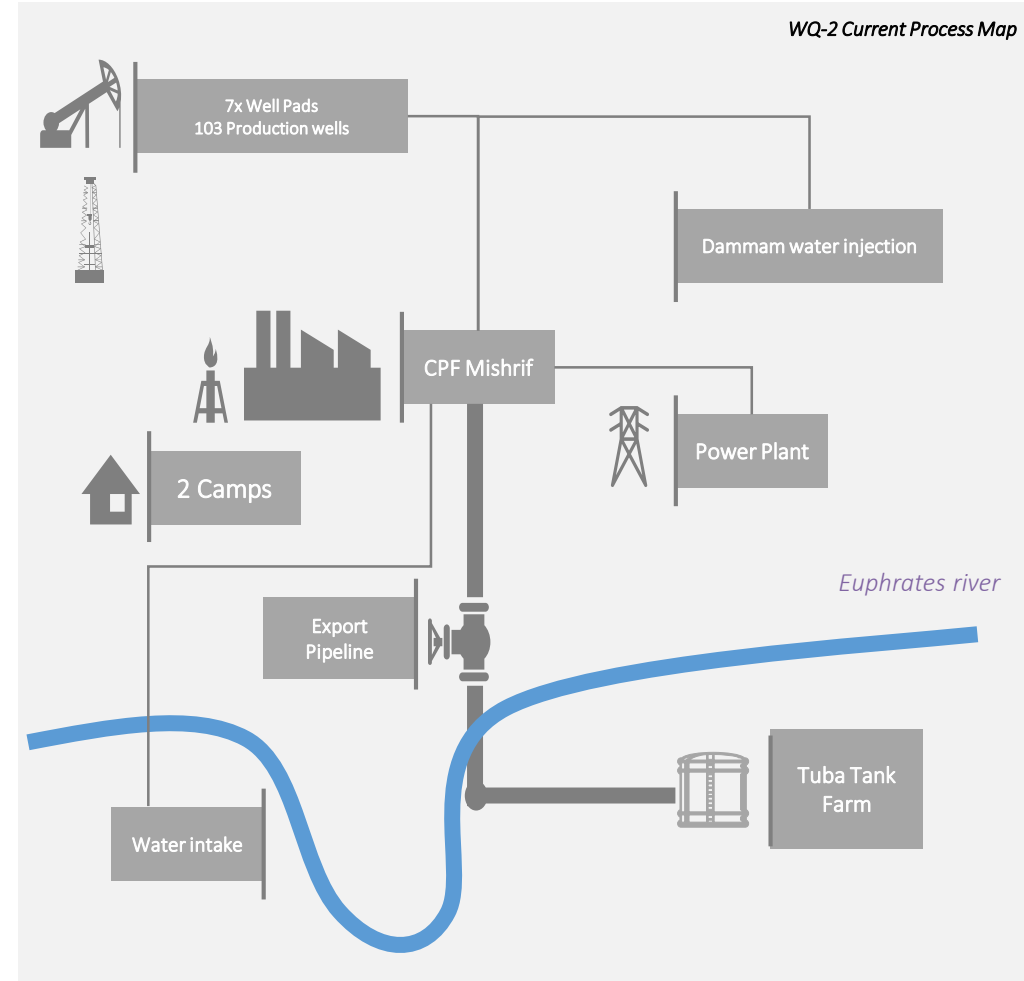 WQ-2 Current Process Map
7x Well Pads
103 Production wells
Dammam water injection
CPF Mishrif
Power Plant
2 Camps
Euphrates river
Export
Pipeline
Tuba Tank
Farm
Water intake